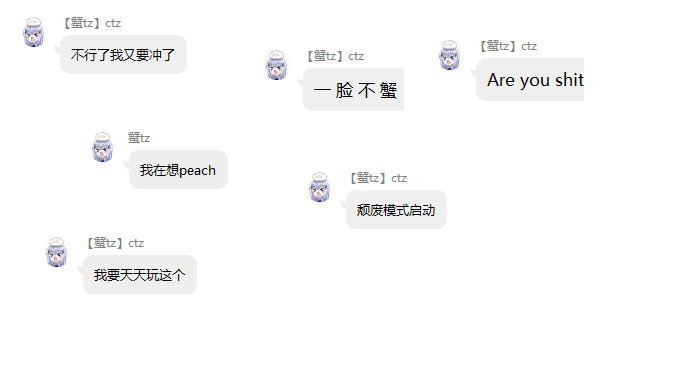 【蟹tz】ctz
不行了我又要冲了
【蟹tz】ctz
一 脸 不 蟹
【蟹tz】ctz
Are you shit
蟹tz
我在想peach
【蟹tz】ctz
颓废模式启动
【蟹tz】ctz
我要天天玩这个